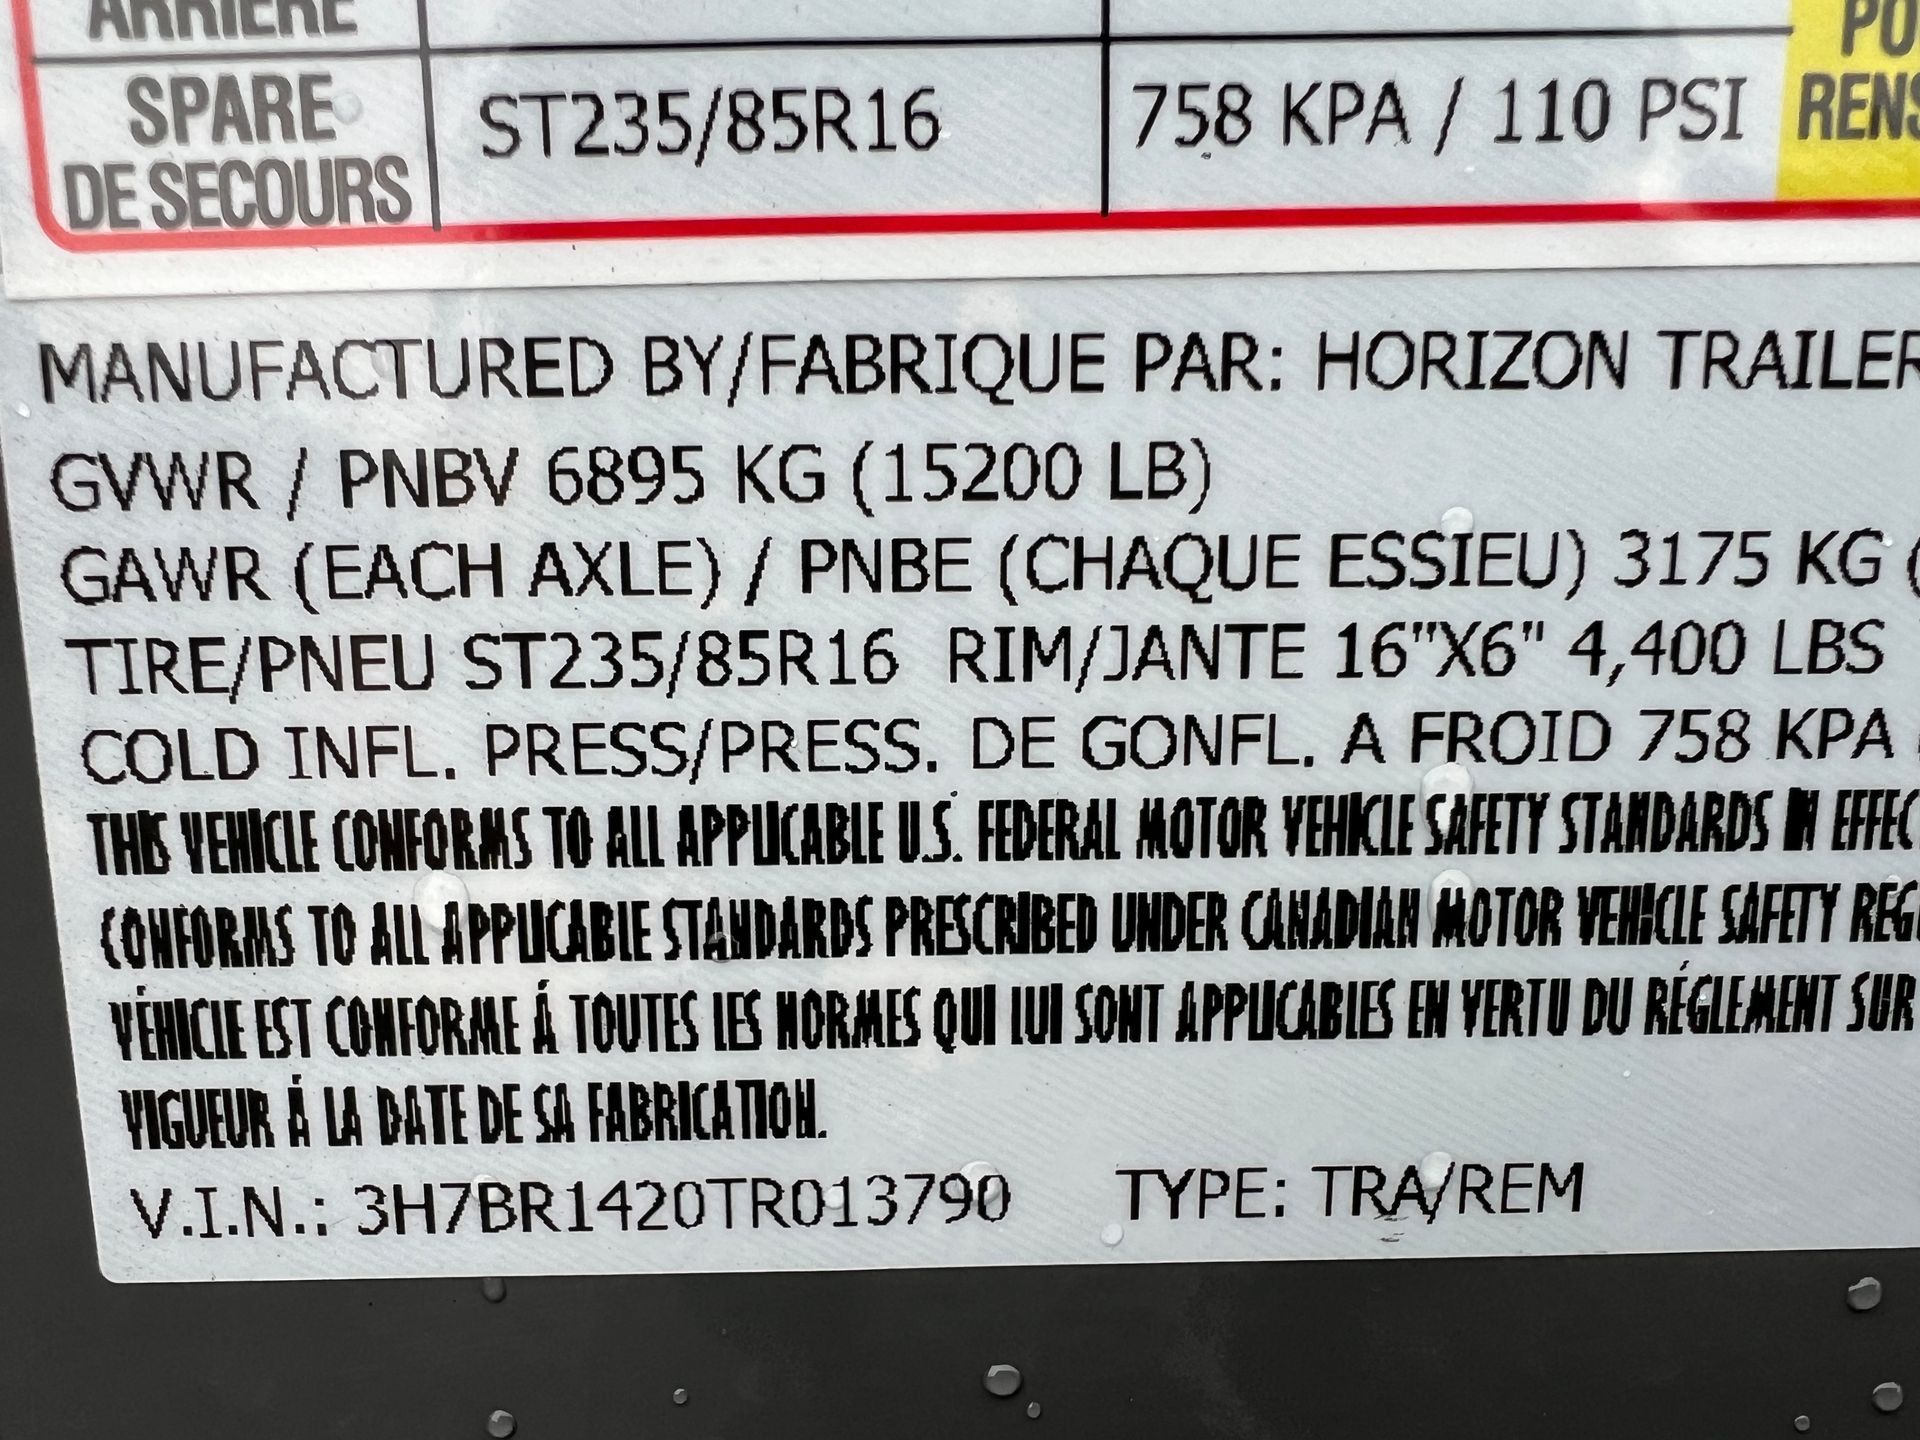 ARRIÈRE
SPARE
DE SECOURS
ST235/85R16
758 KPA / 110 PSI
MANUFACTURED BY/FABRIQUE PAR: HORIZON TRAILER
GVWR / PNBV 6895 KG (15200 LB)
GAWR (EACH AXLE) / PNBE (CHAQUE ESSIEU) 3175 KG (
TIRE/PNEU ST235/85R16 RIM/JANTE 16"X6" 4,400 LBS
COLD INFL. PRESS/PRESS. DE GONFL. A FROID 758 KPA
THIS VEHICLE CONFORMS TO ALL APPLICABLE U.S. FEDERAL MOTOR VEHICLE SAFETY STANDARDS IN EFFEC
CONFORMS TO ALL APPLICABLE STANDARDS PRESCRIBED UNDER CANADIAN MOTOR VEHICLE SAFETY REG
VÉHICLE EST CONFORME Á TOUTES LES NORMES QUI LUI SONT APPLICABLES EN VERTU DU RÉGLEMENT SUR
VIGUEUR Á LA DATE DE SA FABRICATION.
V.I.N.: 3H7BR1420TR013790 TYPE: TRA/REM